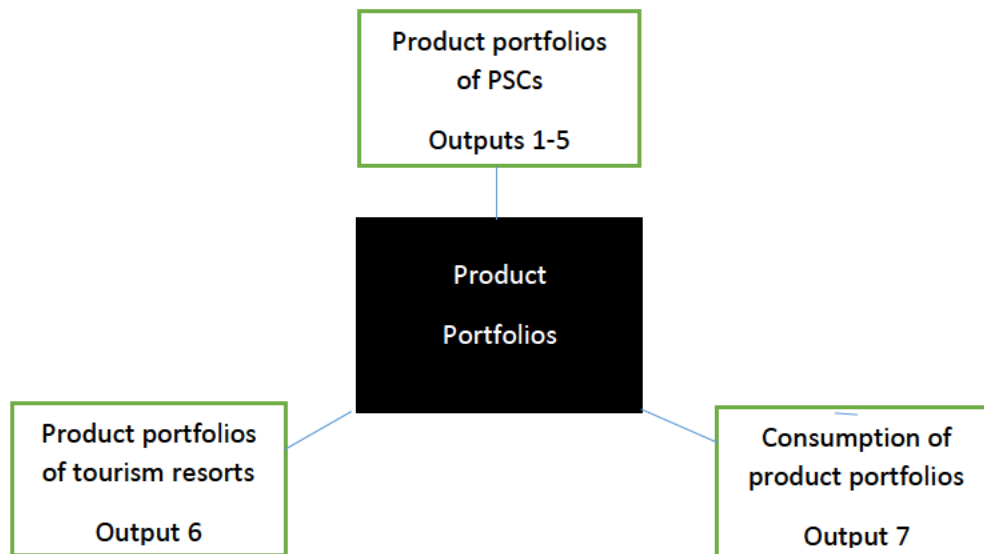 Product portfolios
of PSCs
Outputs 1-5
Product
Portfolios
Product portfolios
of tourism resorts
Output 6
Consumption of
product portfolios
Output 7